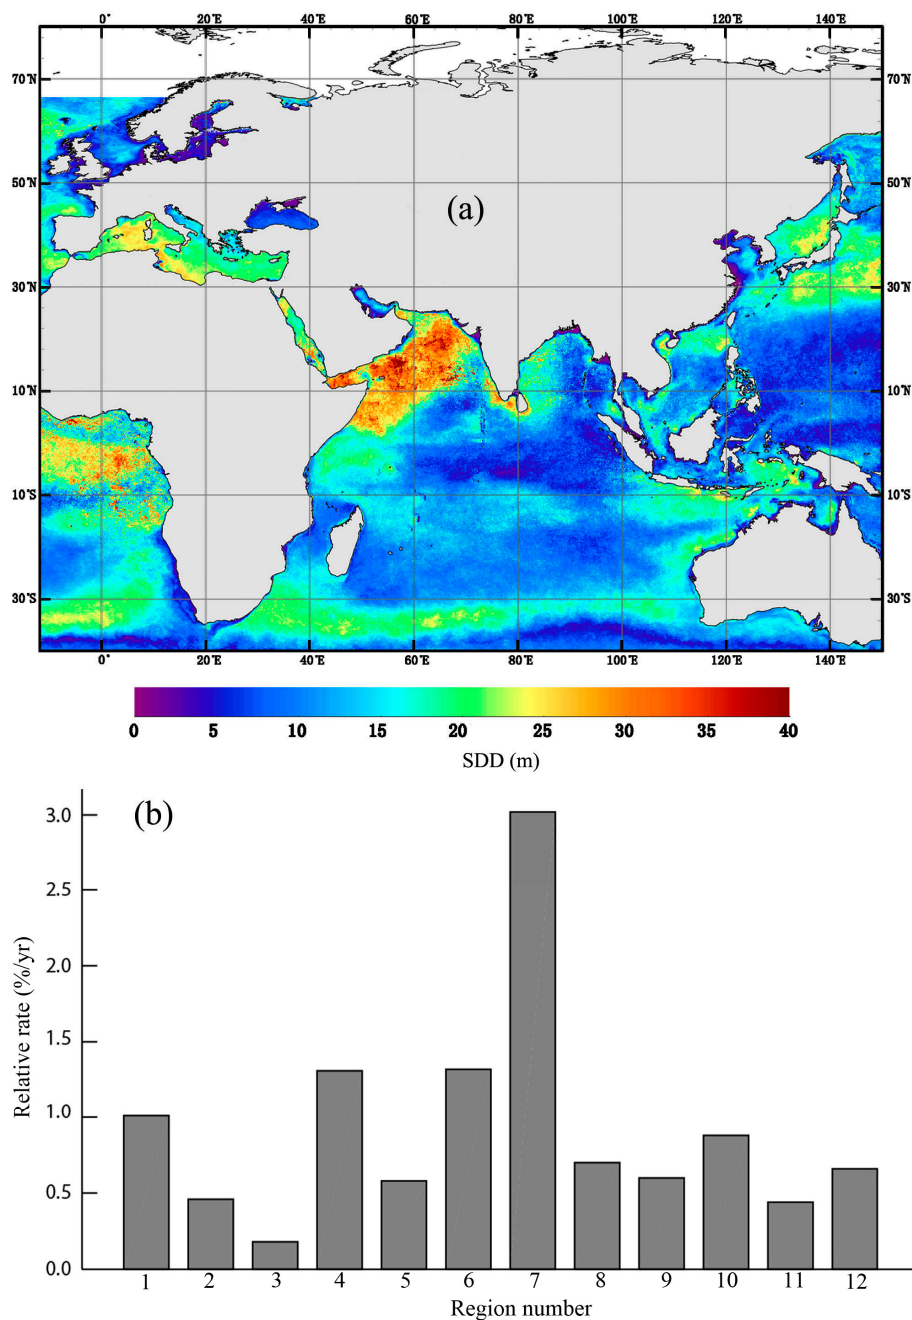 0° 20°E 40°E 60°E 80°E 100°E 120°E 140°E
70°N 70°N
50°N 50°N
(a)
30°N 30°N
10°N 10°N
10°S 10°S
30°S 30°S
0° 20°E 40°E 60°E 80°E 100°E 120°E 140°E
0 5 10 15 20 25 30 35 40
SDD (m)
(b)
3.0
2.5
2.0
1.5
1.0
0.5
0.0
Relative rate (%/yr)
1 2 3 4 5 6 7 8 9 10 11 12
Region number